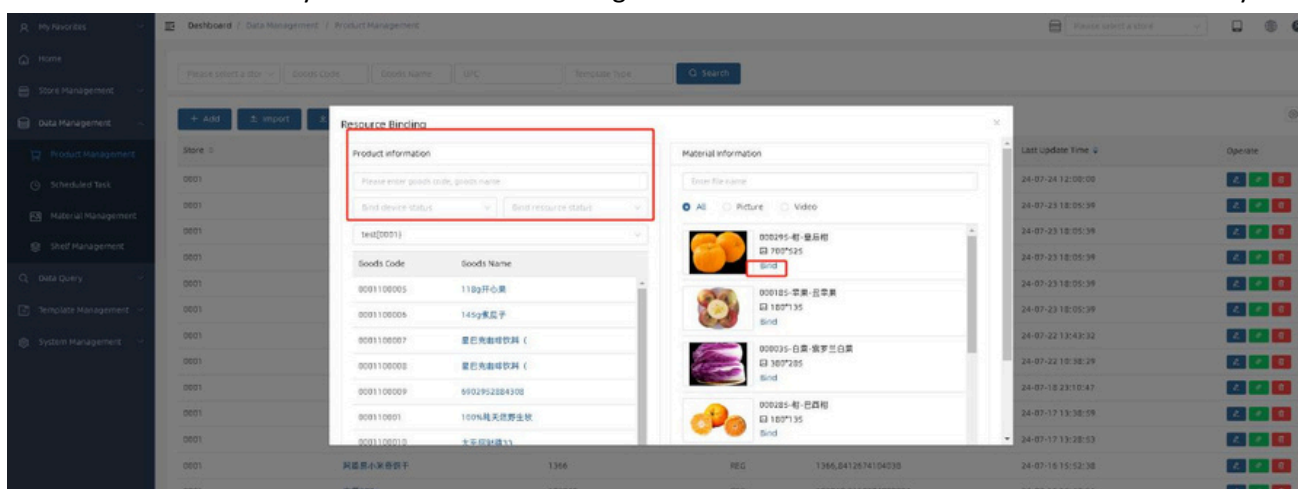 My Favorites
Dashboard / Data Management / Product Management
Please select a store
Home
Store Management
Data Management
Product Management
Scheduled Task
Material Management
Shelf Management
Data Query
Template Management
System Management
Please select a stor
Goods Code
Goods Name
UPC
Template Type
Search
+ Add
Import
Store
Last Update Time
Operate
Resource Binding
Product information
Please enter goods code, goods name
Bind device status
Bind resource status
test(0001)
Goods Code Goods Name
0001100005 118g开心果
0001100006 145g煮瓜子
0001100007 星巴克咖啡饮料（
0001100008 星巴克咖啡饮料（
0001100009 6902952884308
000110001 100%纯天然野生牧
0001100010
Material information
Enter file name
All Picture Video
000295-柑-皇后柑
700*525
Bind
000185-苹果-丑苹果
180*135
Bind
000035-白菜-紫罗兰白菜
380*285
Bind
000285-柑-巴西柑
180*135
Bind
0001 24-07-24 12:00:00
0001 24-07-23 18:05:39
0001 24-07-23 18:05:39
0001 24-07-23 18:05:39
0001 24-07-23 18:05:39
0001 24-07-23 18:05:39
0001 24-07-22 13:43:32
0001 24-07-22 10:38:29
0001 24-07-18 23:10:47
0001 24-07-17 13:38:59
0001 24-07-17 13:28:53
0001 1366 REG 1366,8412674104038 24-07-16 15:52:38